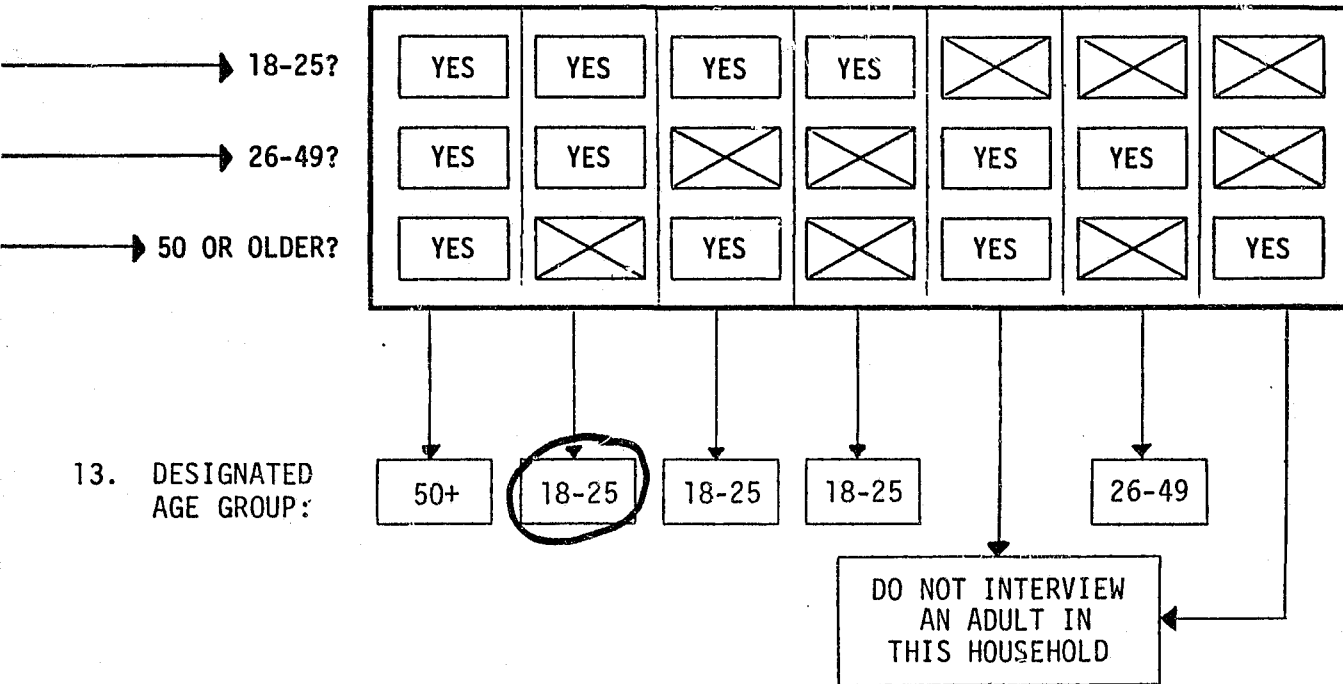 18-25? YES YES YES YES
26-49? YES YES YES YES
50 OR OLDER? YES YES YES YES
13. DESIGNATED
AGE GROUP:
50+ 18-25 18-25 18-25 26-49
DO NOT INTERVIEW
AN ADULT IN
THIS HOUSEHOLD